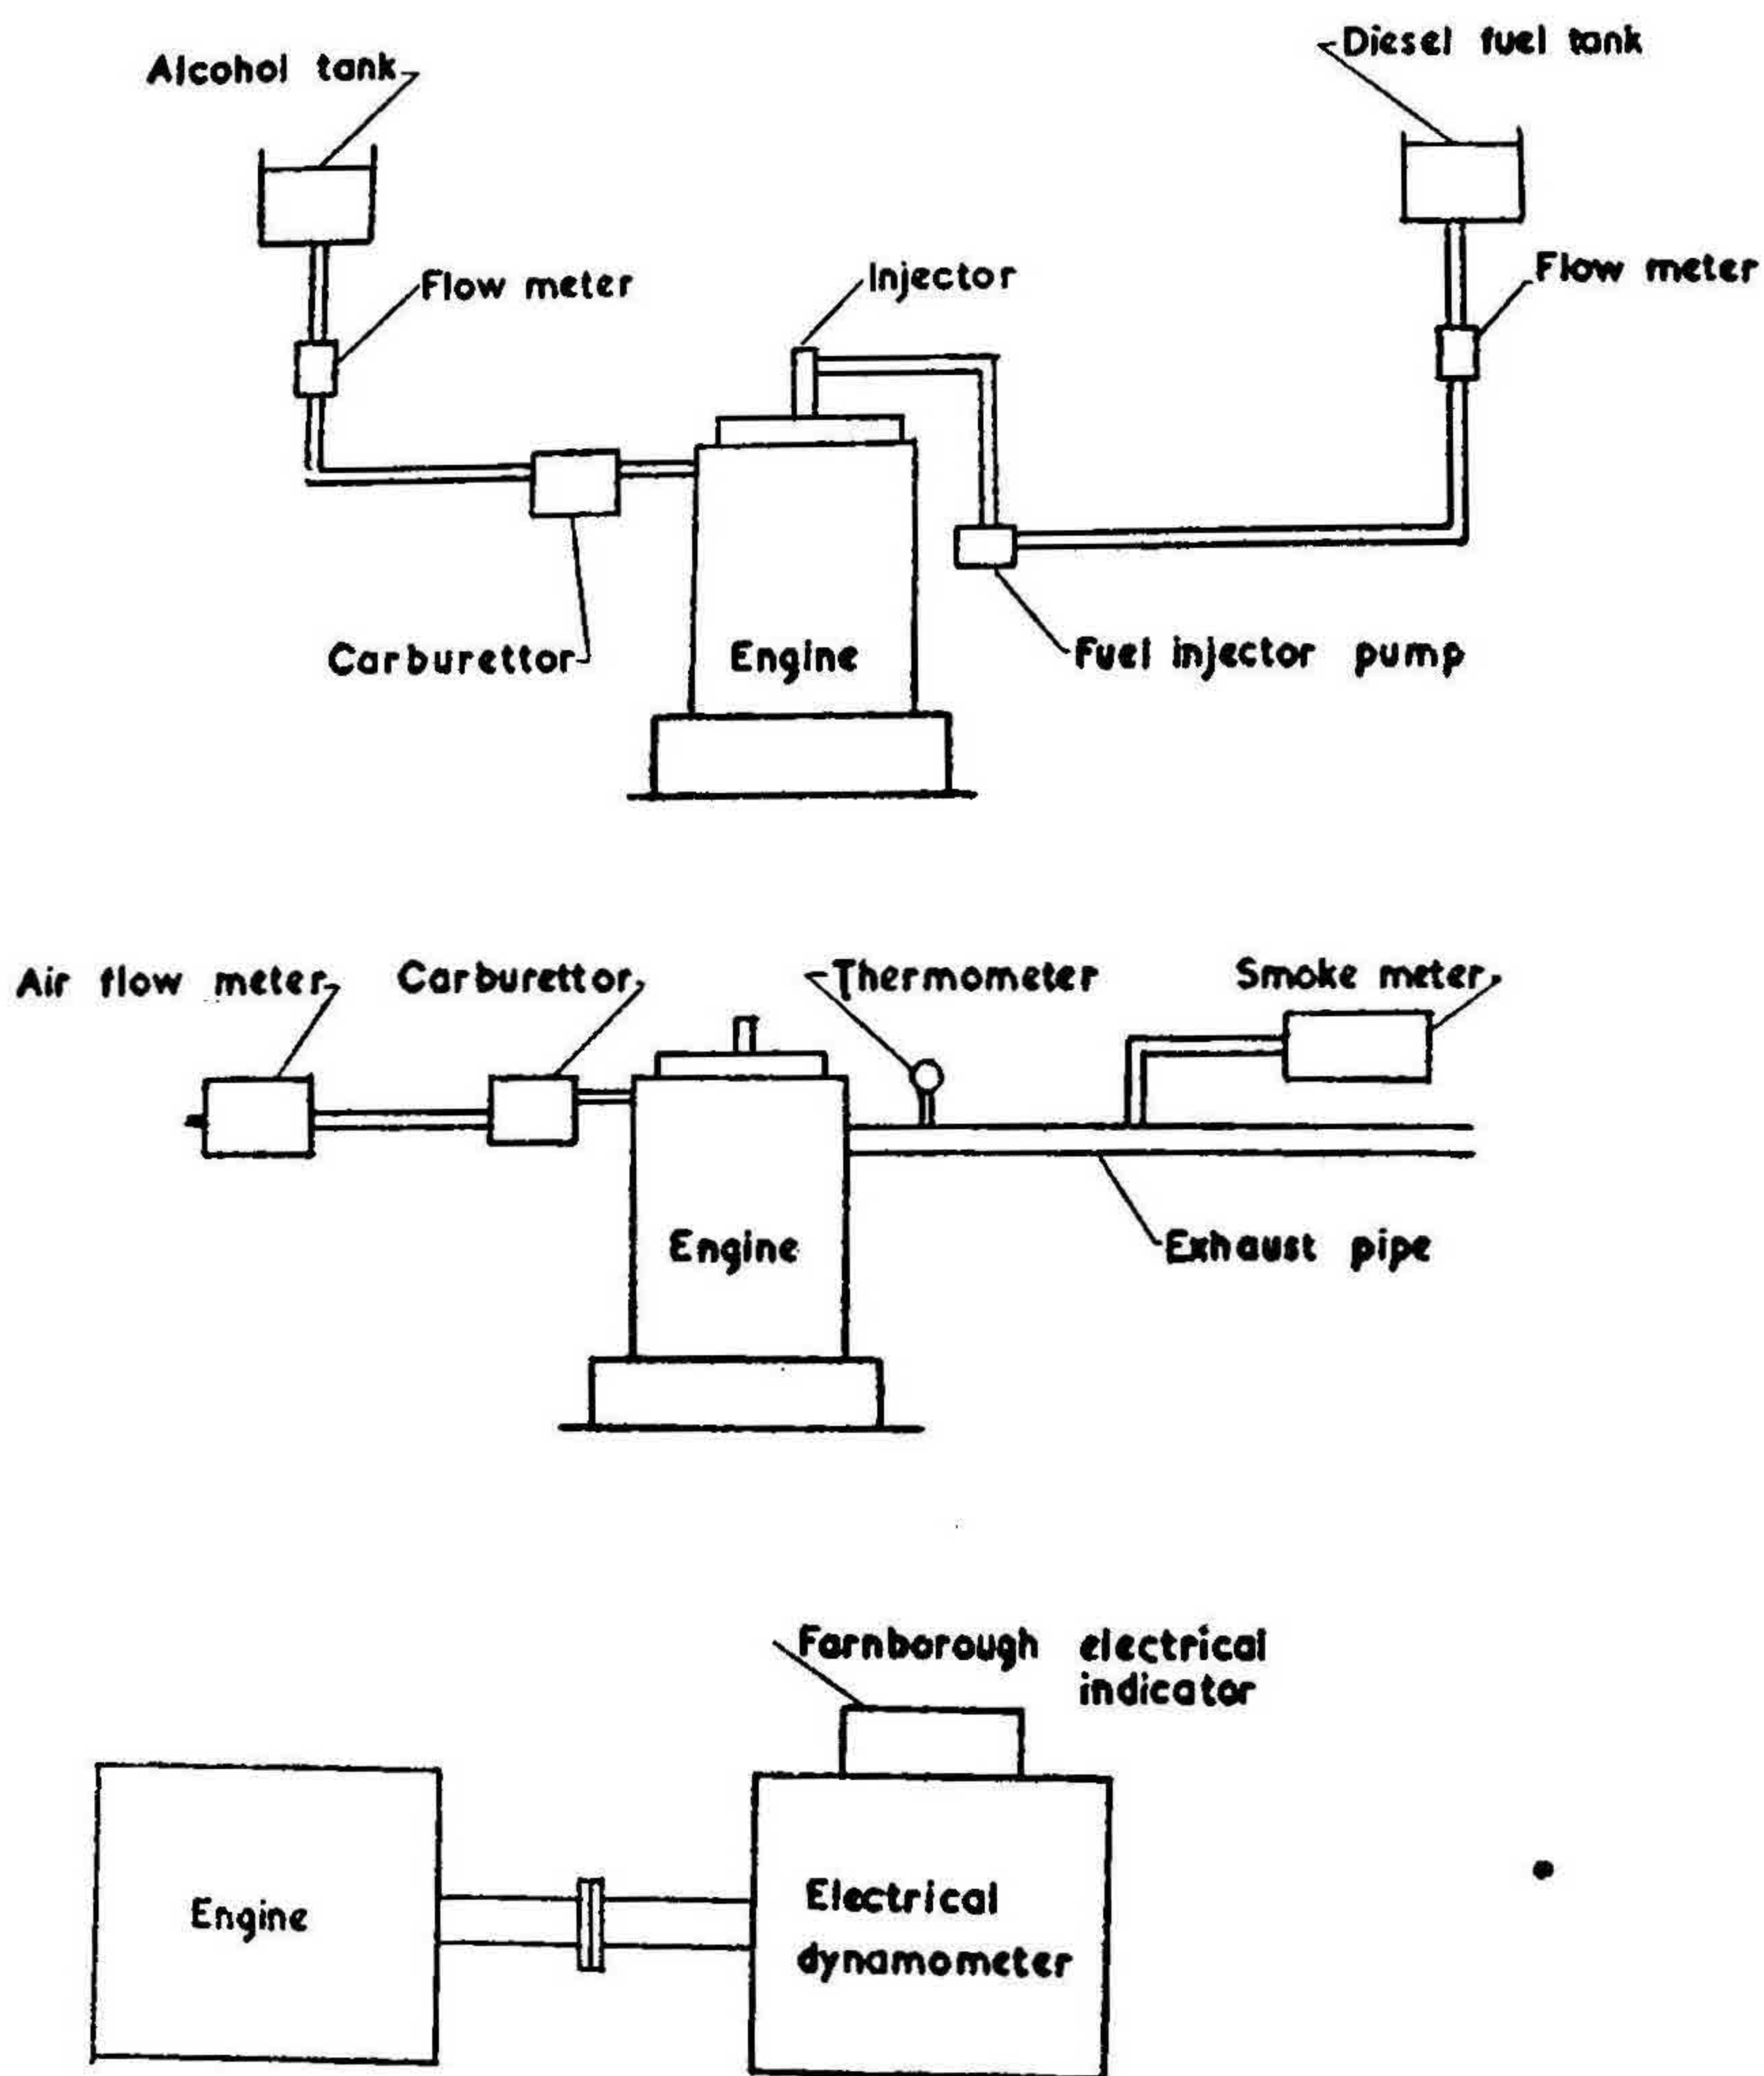 Alcohol tank
Diesel fuel tank
Flow meter
Injector
Flow meter
Carburettor
Engine
Fuel injector pump
Air flow meter
Carburettor
Thermometer
Smoke meter
Engine
Exhaust pipe
Farnborough electrical
indicator
Engine
Electrical
dynamometer